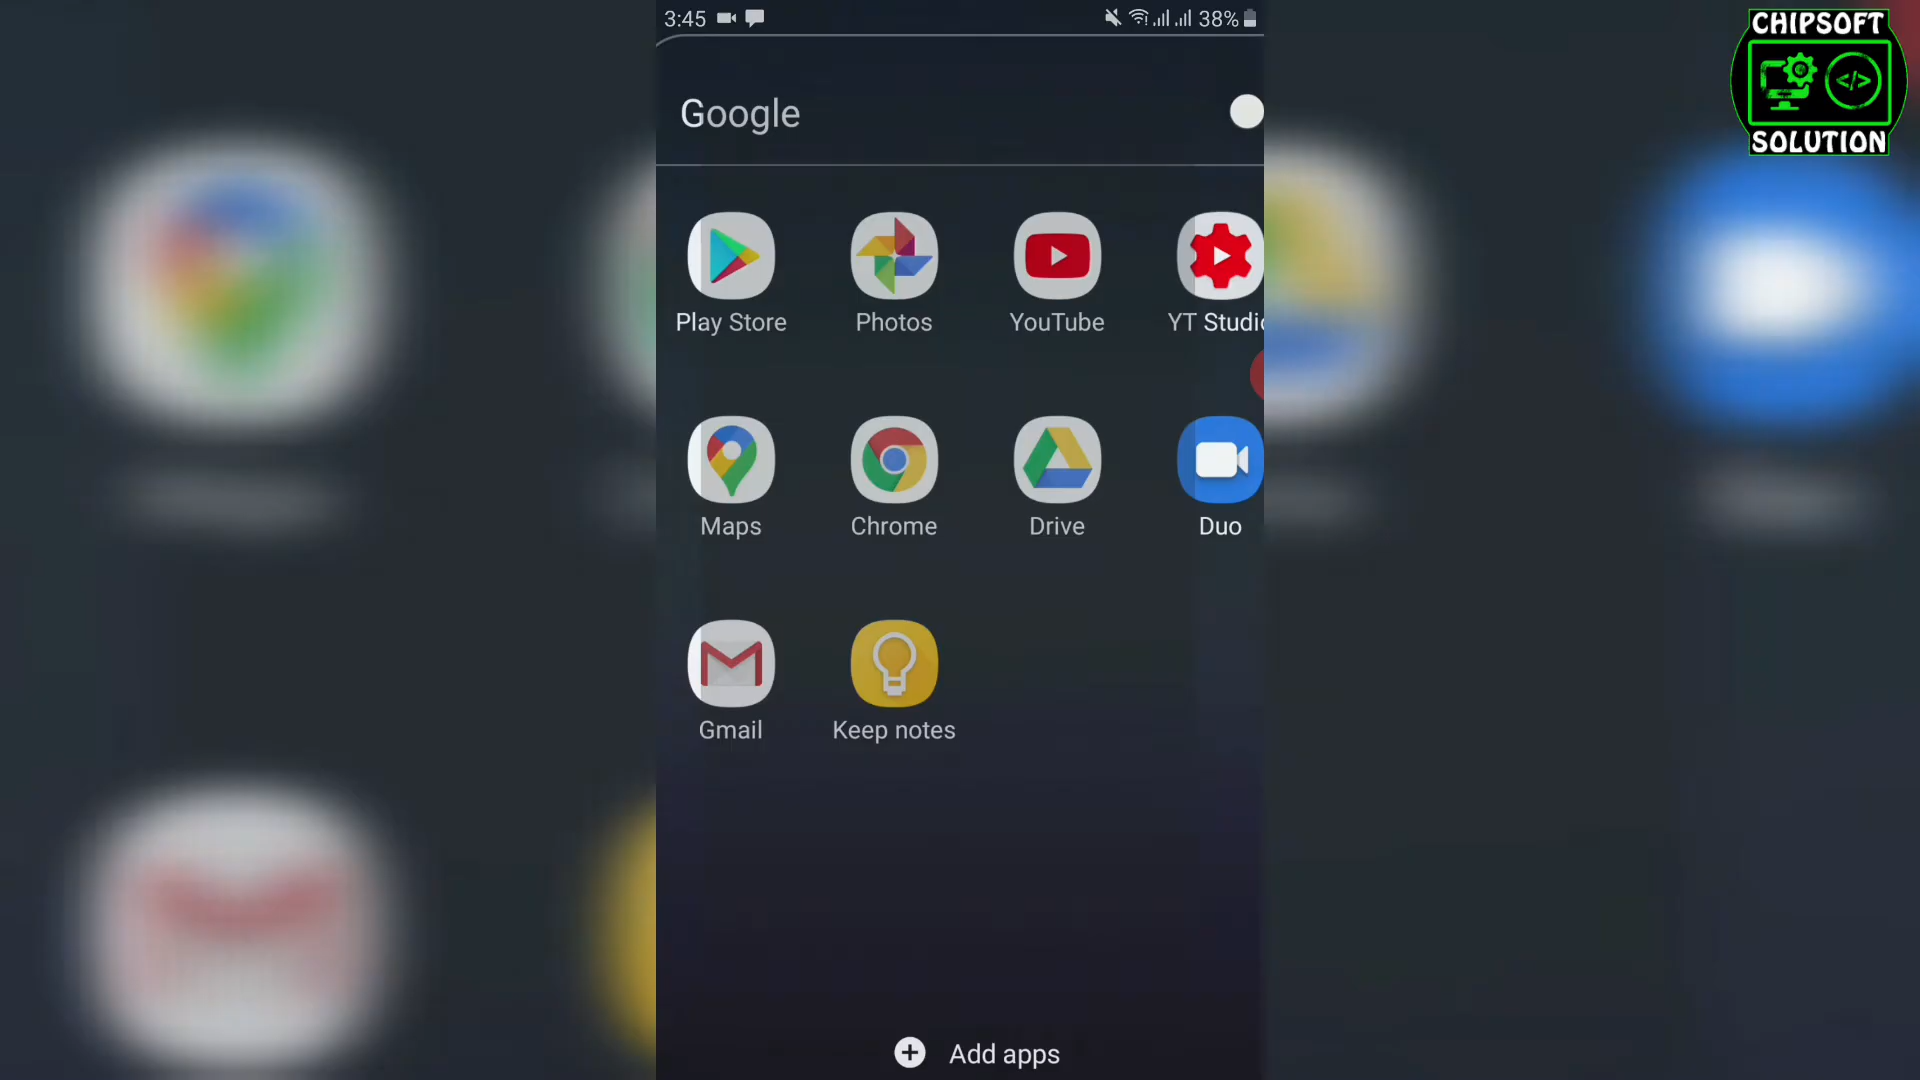 3:45
38%
CHIPSOFT
</>
SOLUTION
Google
Play Store
Photos
YouTube
YT Studio
Maps
Chrome
Drive
Duo
Gmail
Keep notes
Add apps